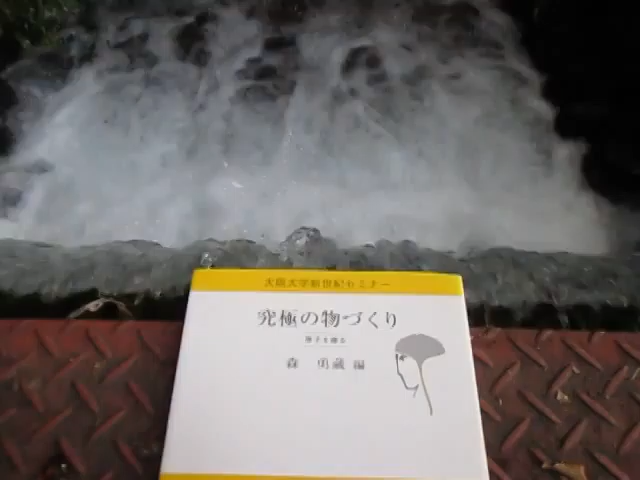 大阪大学新世紀セミナー
究極の物づくり
原子を操る
森 勇藏 編